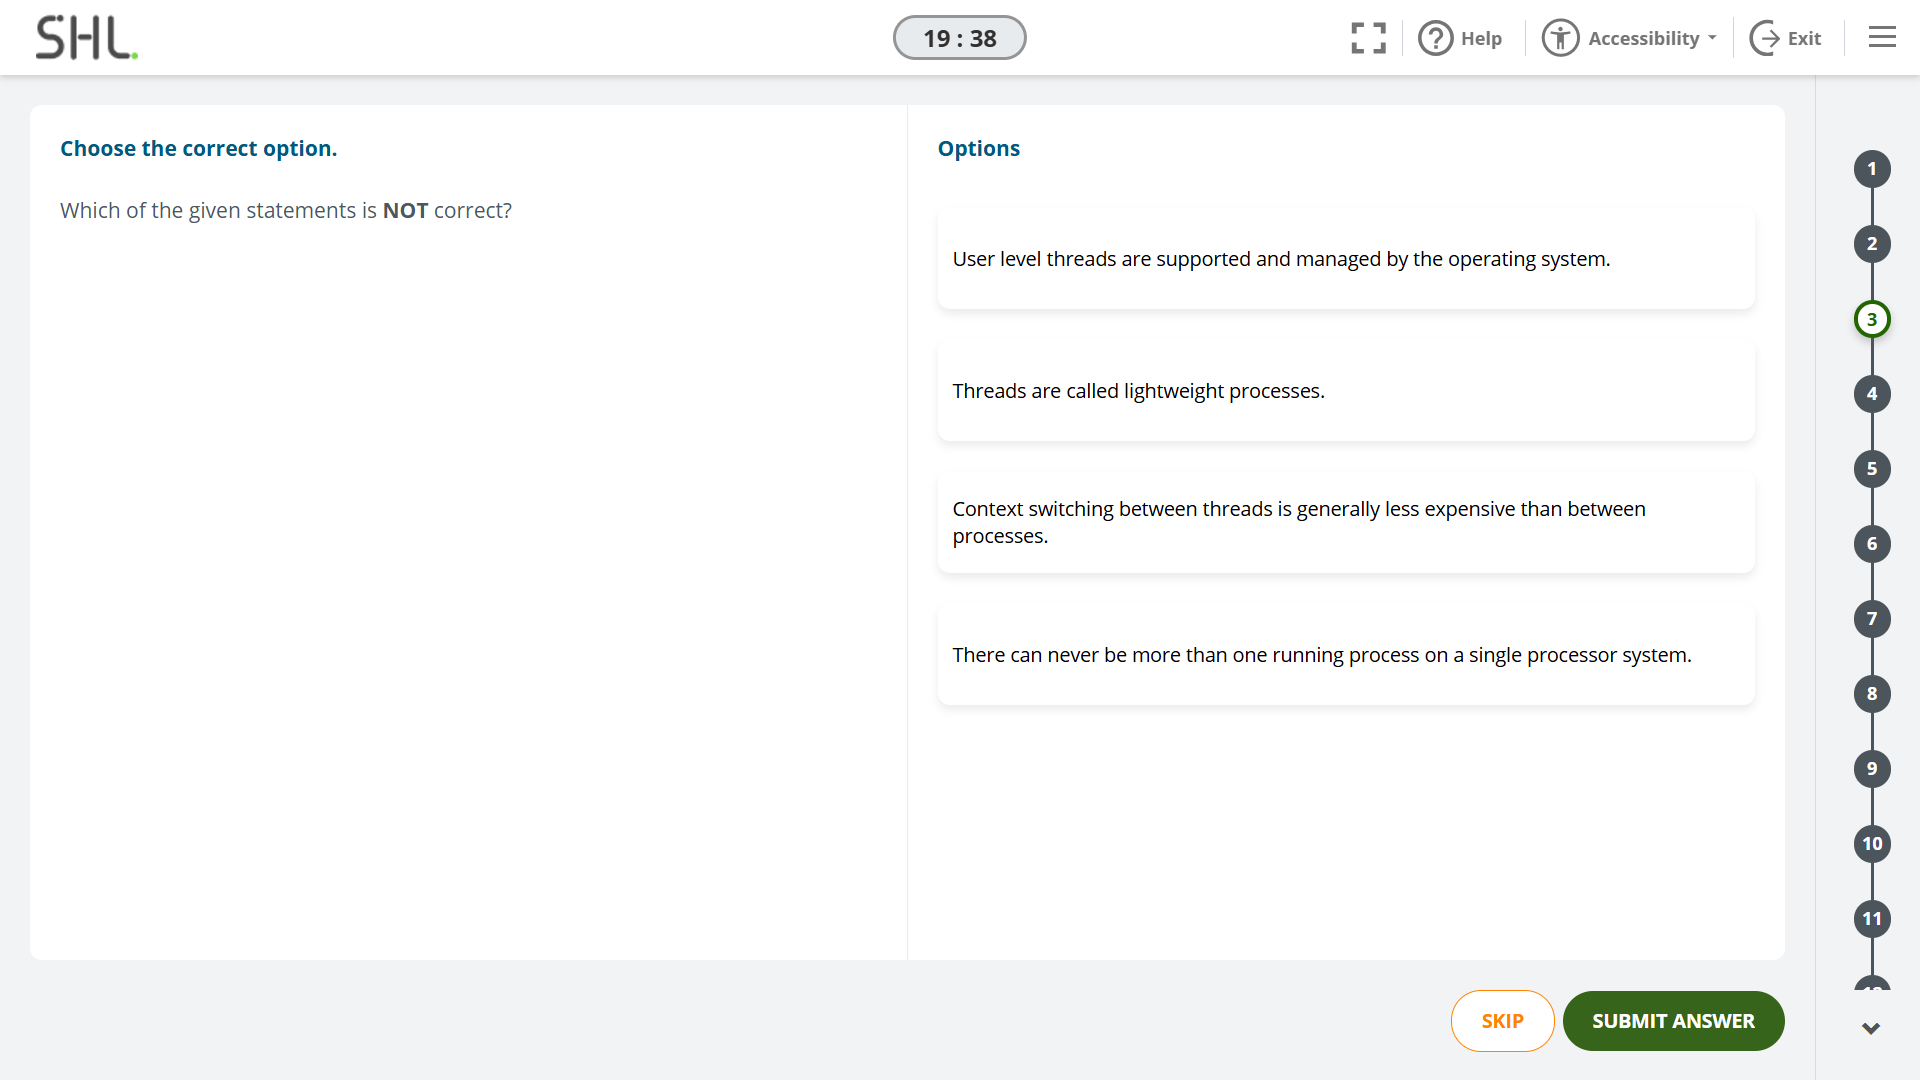 SHL.
19 : 38
Help
Accessibility
Exit
Choose the correct option.
Which of the given statements is NOT correct?
Options
User level threads are supported and managed by the operating system.
Threads are called lightweight processes.
Context switching between threads is generally less expensive than between
processes.
There can never be more than one running process on a single processor system.
1
2
3
4
5
6
7
8
9
10
11
SKIP
SUBMIT ANSWER